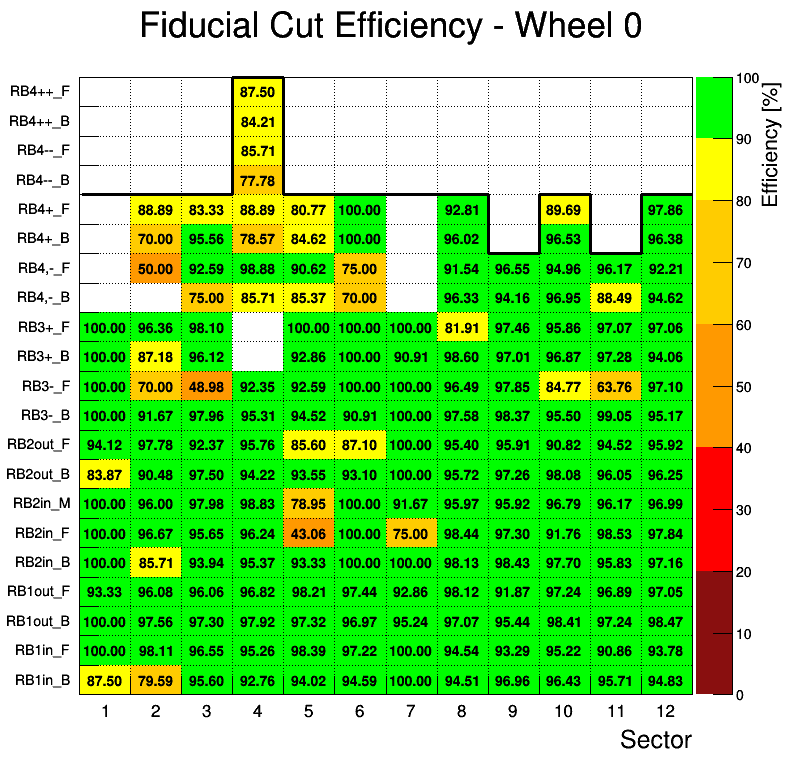 Fiducial Cut Efficiency - Wheel 0
RB4++_F 87.50
RB4++_B 84.21
RB4--_F 85.71
RB4--_B 77.78
RB4+_F 88.89 83.33 88.89 80.77 100.00 92.81 89.69 97.86
RB4+_B 70.00 95.56 78.57 84.62 100.00 96.02 96.53 96.38
RB4,-_F 50.00 92.59 98.88 90.62 75.00 91.54 96.55 94.96 96.17 92.21
RB4,-_B 75.00 85.71 85.37 70.00 96.33 94.16 96.95 88.49 94.62
RB3+_F 100.00 96.36 98.10 100.00 100.00 100.00 81.91 97.46 95.86 97.07 97.06
RB3+_B 100.00 87.18 96.12 92.86 100.00 90.91 98.60 97.01 96.87 97.28 94.06
RB3-_F 100.00 70.00 48.98 92.35 92.59 100.00 100.00 96.49 97.85 84.77 63.76 97.10
RB3-_B 100.00 91.67 97.96 95.31 94.52 90.91 100.00 97.58 98.37 95.50 99.05 95.17
RB2out_F 94.12 97.78 92.37 95.76 85.60 87.10 100.00 95.40 95.91 90.82 94.52 95.92
RB2out_B 83.87 90.48 97.50 94.22 93.55 93.10 100.00 95.72 97.26 98.08 96.05 96.25
RB2in_M 100.00 96.00 97.98 98.83 78.95 100.00 91.67 95.97 95.92 96.79 96.17 96.99
RB2in_F 100.00 96.67 95.65 96.24 43.06 100.00 75.00 98.44 97.30 91.76 98.53 97.84
RB2in_B 100.00 85.71 93.94 95.37 93.33 100.00 100.00 98.13 98.43 97.70 95.83 97.16
RB1out_F 93.33 96.08 96.06 96.82 98.21 97.44 92.86 98.12 91.87 97.24 96.89 97.05
RB1out_B 100.00 97.56 97.30 97.92 97.32 96.97 95.24 97.07 95.44 98.41 97.24 98.47
RB1in_F 100.00 98.11 96.55 95.26 98.39 97.22 100.00 94.54 93.29 95.22 90.86 93.78
RB1in_B 87.50 79.59 95.60 92.76 94.02 94.59 100.00 94.51 96.96 96.43 95.71 94.83
1 2 3 4 5 6 7 8 9 10 11 12
Sector
100
90
80
70
60
50
40
30
20
10
0
Efficiency [%]